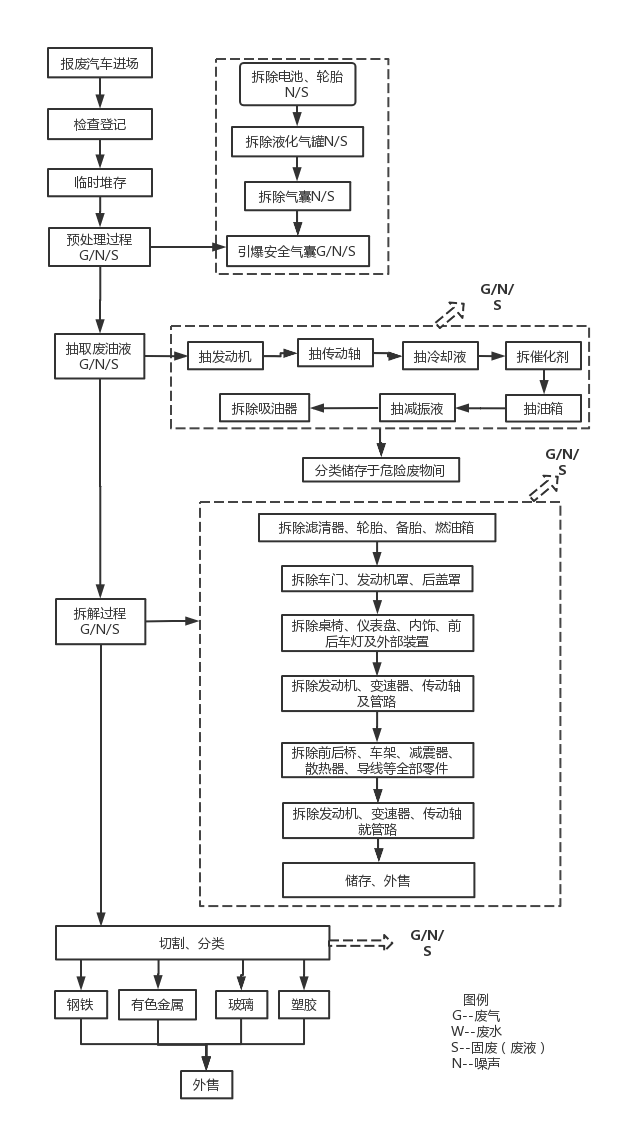 报废汽车进场
检查登记
临时堆存
预处理过程
G/N/S
拆除电池、轮胎
N/S
拆除液化气罐N/S
拆除气囊N/S
引爆安全气囊G/N/S
抽取废油液
G/N/S
G/N/
S
抽发动机
抽传动轴
抽冷却液
拆催化剂
抽油箱
抽减振液
拆除吸油器
分类储存于危险废物间
G/N/
S
拆解过程
G/N/S
拆除滤清器、轮胎、备胎、燃油箱
拆除车门、发动机罩、后盖罩
拆除桌椅、仪表盘、内饰、前
后车灯及外部装置
拆除发动机、变速器、传动轴
及管路
拆除前后桥、车架、减震器、
散热器、导线等全部零件
拆除发动机、变速器、传动轴
就管路
储存、外售
切割、分类
G/N/
S
钢铁
有色金属
玻璃
塑胶
外售
图例
G--废气
W--废水
S--固废（废液）
N--噪声